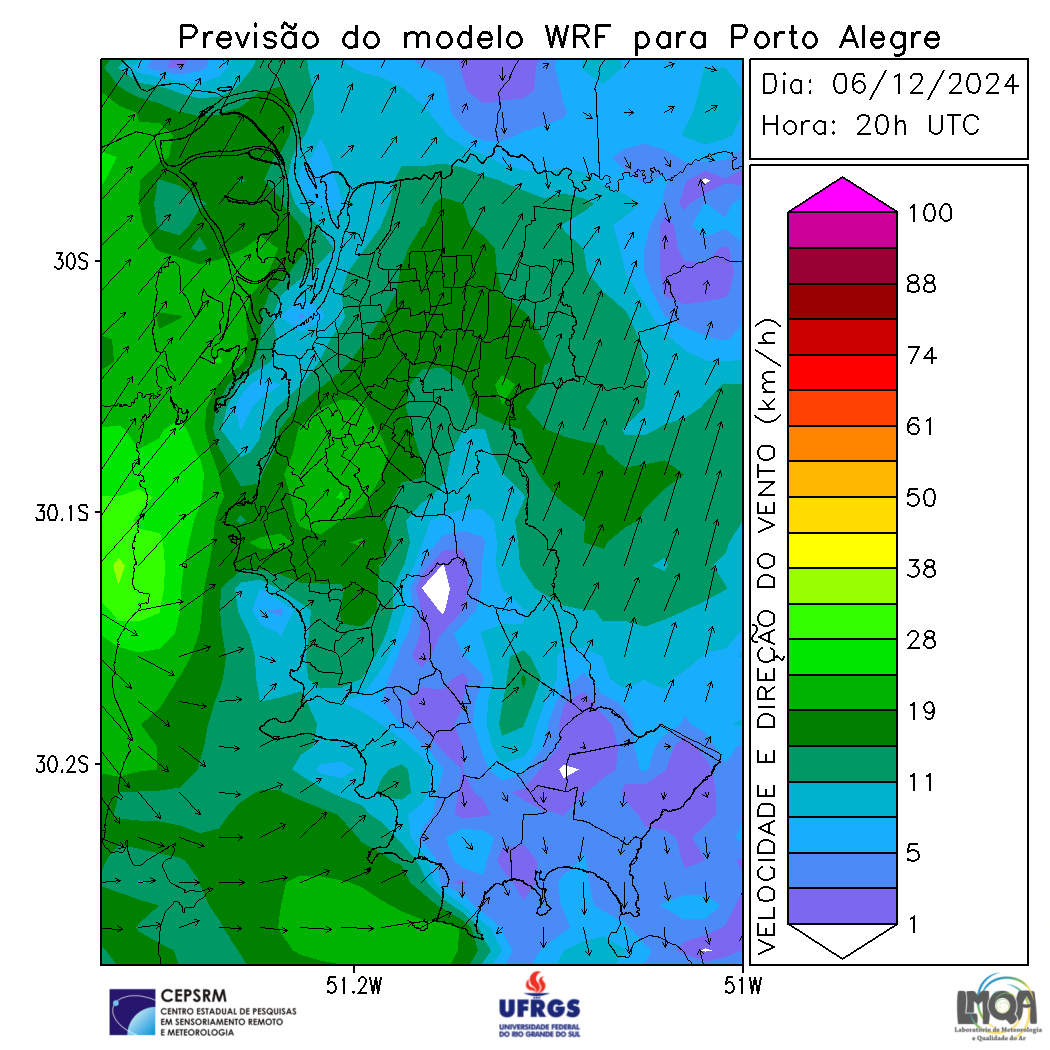 Previsão do modelo WRF para Porto Alegre
Dia: 06/12/2024
Hora: 20h UTC
30S
30.1S
30.2S
51.2W
51W
VELOCIDADE E DIREÇÃO DO VENTO (km/h)
100
88
74
61
50
38
28
19
11
5
1
CEPSRM
CENTRO ESTADUAL DE PESQUISAS
EM SENSORIAMENTO REMOTO
E METEOROLOGIA
UFRGS
UNIVERSIDADE FEDERAL
DO RIO GRANDE DO SUL
LMQA
Laboratório de Meteorologia
e Qualidade do Ar